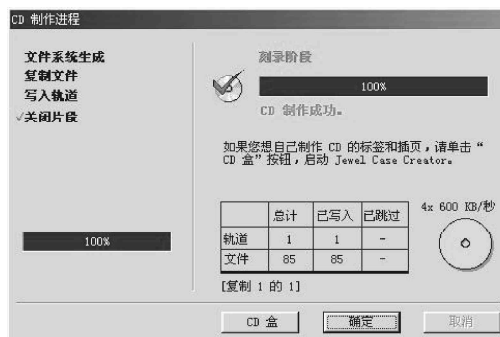 CD 制作进程
文件系统生成
复制文件
写入轨道
✓关闭片段
100%
刻录阶段
100%
CD 制作成功。
如果您想自己制作 CD 的标签和插页，请单击“
CD 盒”按钮，启动 Jewel Case Creator。
总计 已写入 已跳过
轨道 1 1 -
文件 85 85 -
4x 600 KB/秒
[复制 1 的 1]
CD 盒 确定 取消